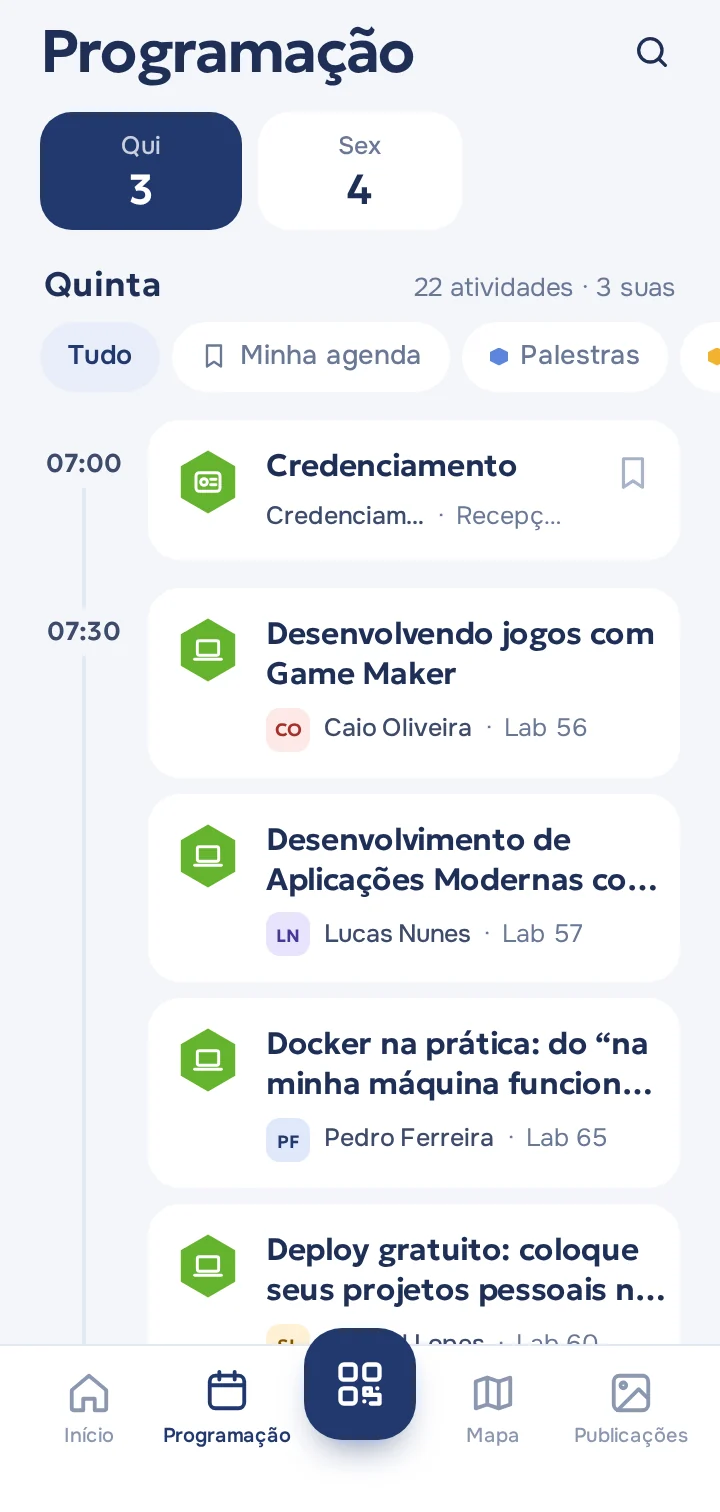 Programação
Qui
3
Sex
4
Quinta
22 atividades · 3 suas
Tudo
Minha agenda
Palestras
07:00
Credenciamento
Credenciam... · Recepç...
07:30
Desenvolvendo jogos com
Game Maker
CO Caio Oliveira · Lab 56
Desenvolvimento de
Aplicações Modernas co...
LN Lucas Nunes · Lab 57
Docker na prática: do “na
minha máquina funcion...
PF Pedro Ferreira · Lab 65
Deploy gratuito: coloque
seus projetos pessoais n...
Lopes · Lab 60
Início
Programação
Mapa
Publicações